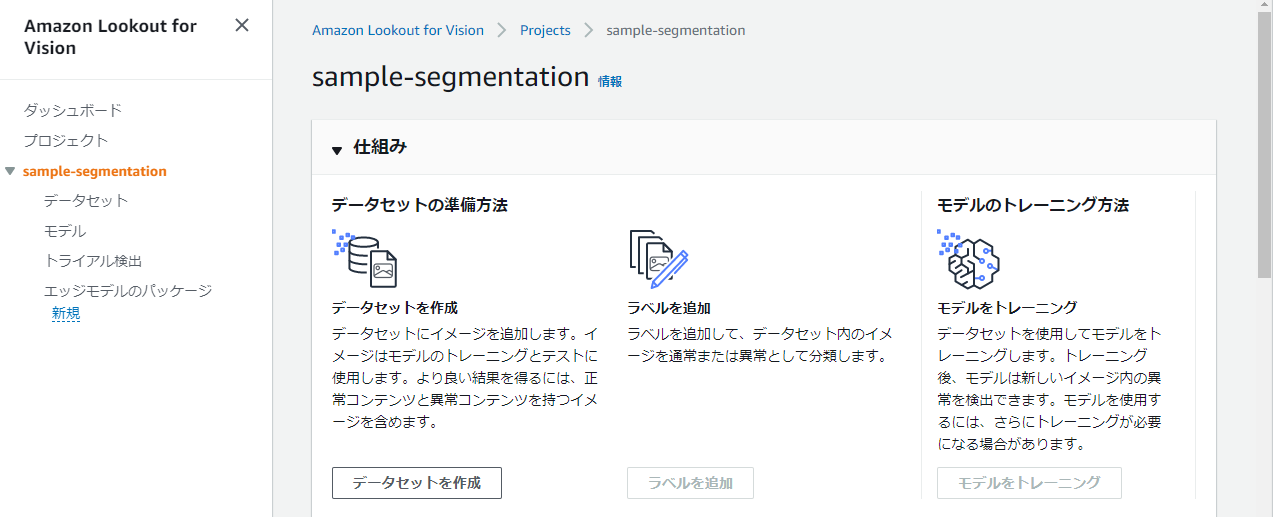 Amazon Lookout for
Vision
ダッシュボード
プロジェクト
sample-segmentation
データセット
モデル
トライアル検出
エッジモデルのパッケージ
新規
Amazon Lookout for Vision
Projects
sample-segmentation
sample-segmentation 情報
仕組み
データセットの準備方法
データセットを作成
データセットにイメージを追加します。イ
メージはモデルのトレーニングとテストに
使用します。より良い結果を得るには、正
常コンテンツと異常コンテンツを持つイメ
ージを含めます。
データセットを作成
ラベルを追加
ラベルを追加して、データセット内のイメ
ージを通常または異常として分類します。
ラベルを追加
モデルのトレーニング方法
モデルをトレーニング
データセットを使用してモデルをト
レーニングします。トレーニング
後、モデルは新しいイメージ内の異
常を検出できます。モデルを使用す
るには、さらにトレーニングが必要
になる場合があります。
モデルをトレーニング